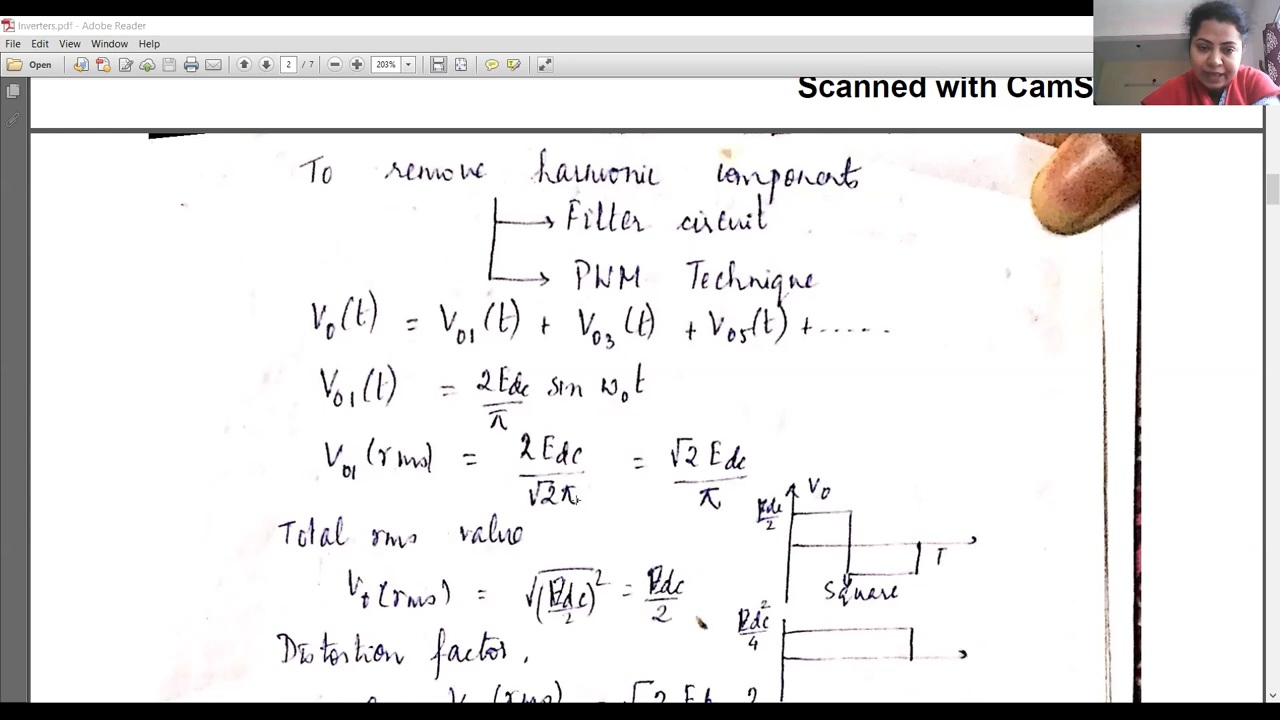 Inverters.pdf - Adobe Reader
File Edit View Window Help
Open 2 / 7 203%
Scanned with CamS
To remove harmonic components
Filter circuit
PWM Technique
V₀(t) = V₀₁(t) + V₀₃(t) + V₀₅(t) + ......
V₀₁(t) = 2Edc/π sin ω₀t
V₀₁(rms) = 2Edc/√2π = √2 Edc/π
Edc/2 V₀
Total rms value
T
Square
Vt(rms) = √(Edc/2)² = Edc/2
Edc²/4
Distortion factor,